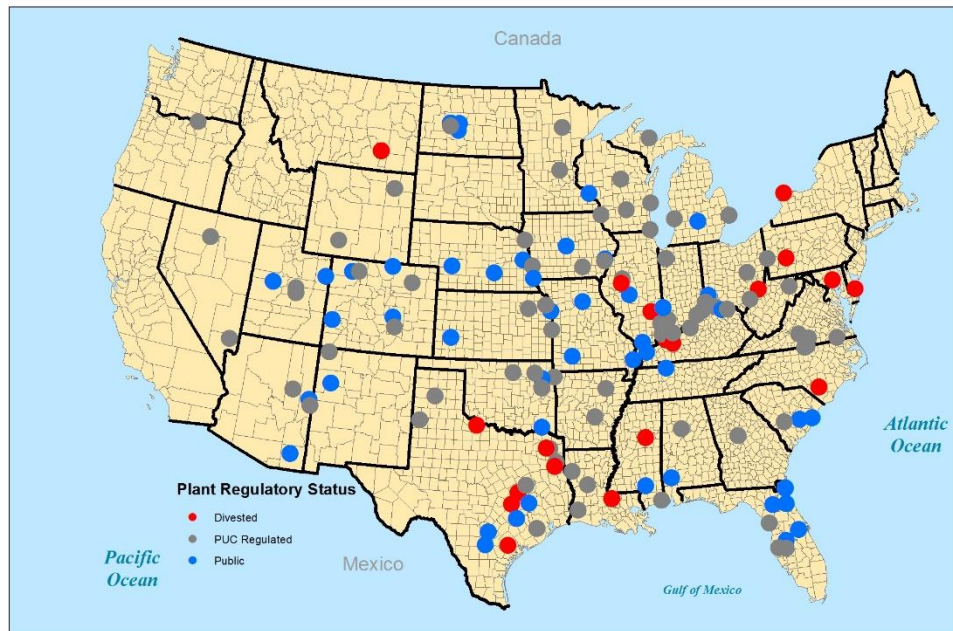 Canada
Atlantic
Ocean
Plant Regulatory Status
Divested
PUC Regulated
Public
Pacific
Ocean
Mexico
Gulf of Mexico